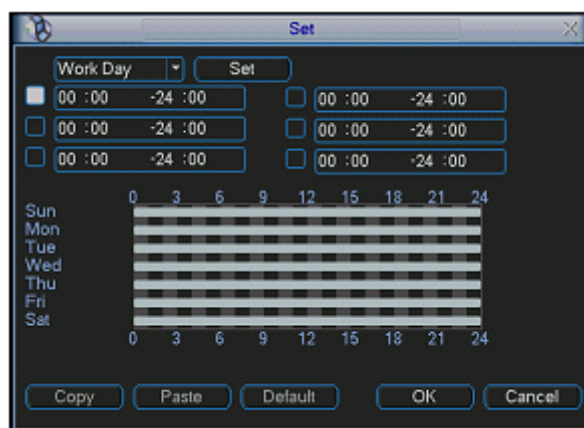 Set
Work Day Set
00 :00 -24 :00 00 :00 -24 :00
00 :00 -24 :00 00 :00 -24 :00
00 :00 -24 :00 00 :00 -24 :00
0 3 6 9 12 15 18 21 24
Sun
Mon
Tue
Wed
Thu
Fri
Sat
0 3 6 9 12 15 18 21 24
Copy Paste Default OK Cancel